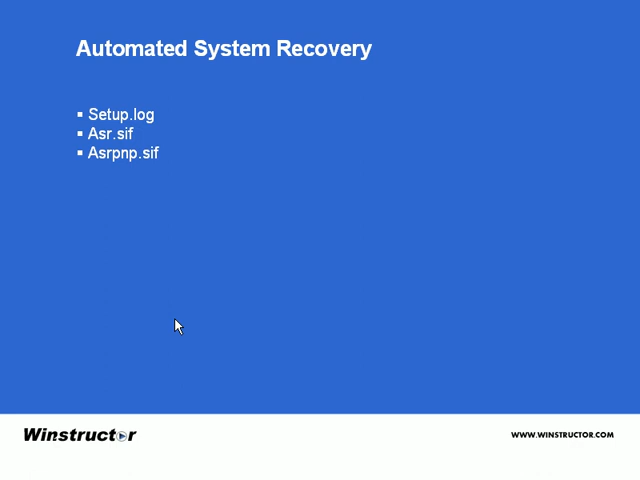 Automated System Recovery
▪ Setup.log
▪ Asr.sif
▪ Asrpnp.sif
Winstructor
WWW.WINSTRUCTOR.COM